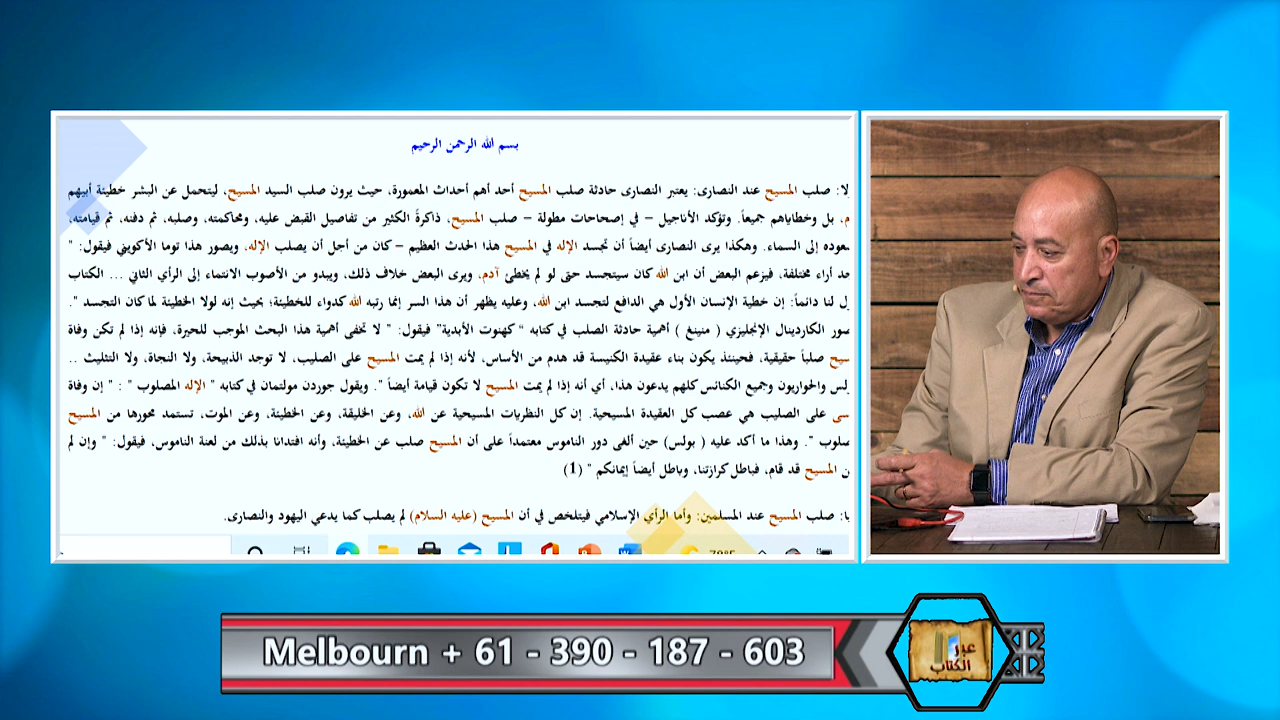 بسم الله الرحمن الرحيم
لا: صلب المسيح عند النصارى: يعتبر النصارى حادثة صلب المسيح أحد أهم أحداث المعمورة، حيث يرون صلب السيد المسيح، ليتحمل عن البشر خطيئة أبيهم
م، بل وخطاياهم جميعاً. وتؤكد الأناجيل – في إصحاحات مطولة – صلب المسيح، ذاكرةً الكثير من تفاصيل القبض عليه، ومحاكمته، وصلبه، ثم دفنه، ثم قيامته،
عوده إلى السماء. وهكذا يرى النصارى أيضاً أن تجسد الإله في المسيح هذا الحدث العظيم – كان من أجل أن يصلب الإله، ويصور هذا توما الأكويني فيقول: "
حد أراء مختلفة، فيزعم البعض أن ابن الله كان سيتجسد حتى لو لم يخطئ آدم، ويرى البعض خلاف ذلك، ويبدو من الأصوب الانتماء إلى الرأي الثاني ... الكتاب
ل لنا دائماً: إن خطية الإنسان الأول هي الدافع لتجسد ابن الله، وعليه يظهر أن هذا السر إنما رتبه الله كدواء للخطيئة؛ بحيث إنه لولا الخطيئة لما كان التجسد ".
صور الكاردينال الإنجليزي ( منينغ ) أهمية حادثة الصلب في كتابه " كهنوت الأبدية" فيقول: " لا تخفى أهمية هذا البحث الموجب للحيرة، فإنه إذا لم تكن وفاة
سيح صلباً حقيقية، فحينئذ يكون بناء عقيدة الكنيسة قد هدم من الأساس، لأنه إذا لم يمت المسيح على الصليب، لا توجد الذبيحة، ولا النجاة، ولا التثليث ..
لس والحواريون وجميع الكنائس كلهم يدعون هذا، أي أنه إذا لم يمت المسيح لا تكون قيامة أيضاً ". ويقول جوردن مولتمان في كتابه " الإله المصلوب " : " إن وفاة
سى على الصليب هي عصب كل العقيدة المسيحية. إن كل النظريات المسيحية عن الله، وعن الخليقة، وعن الخطيئة، وعن الموت، تستمد محورها من المسيح
صلوب ". وهذا ما أكد عليه ( بولس) حين ألغى دور الناموس معتمداً على أن المسيح صلب عن الخطيئة، وأنه افتدانا بذلك من لعنة الناموس، فيقول: " وإن لم
ن المسيح قد قام، فباطل كرازتنا، وباطل أيضاً إيمانكم " (1)
يا: صلب المسيح عند المسلمين: وأما الرأي الإسلامي فيتلخص في أن المسيح (عليه السلام) لم يصلب كما يدعي اليهود والنصارى.
Melbourn + 61 - 390 - 187 - 603
عبر
الكتاب